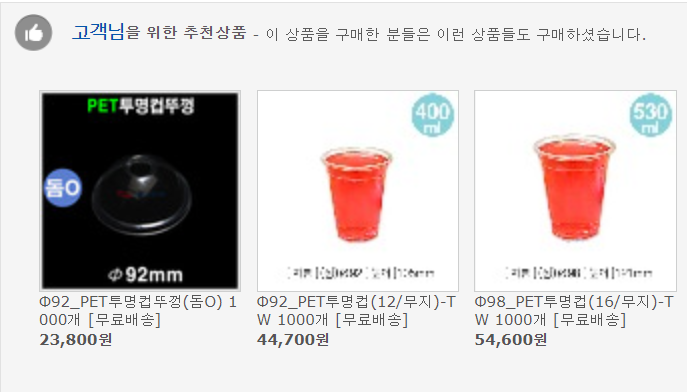 고객님을 위한 추천상품 - 이 상품을 구매한 분들은 이런 상품들도 구매하셨습니다.
PET투명컵뚜껑
돔O
Φ92mm
400
ml
530
ml
Φ92_PET투명컵뚜껑(돔O) 1
000개 [무료배송]
23,800원
Φ92_PET투명컵(12/무지)-T
W 1000개 [무료배송]
44,700원
Φ98_PET투명컵(16/무지)-T
W 1000개 [무료배송]
54,600원